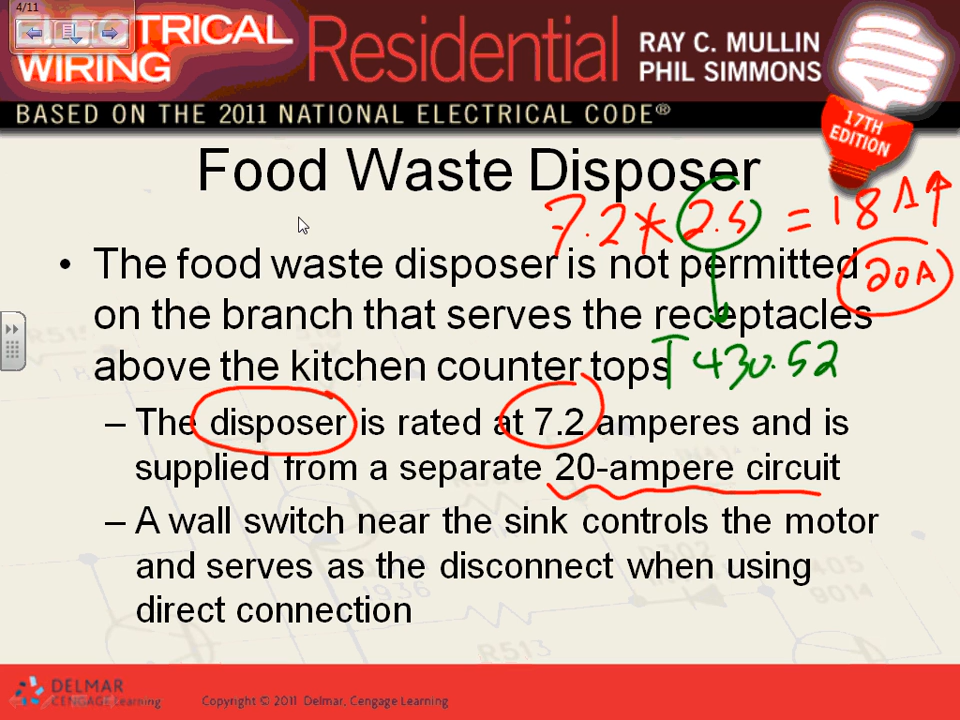 4/11
ELECTRICAL
WIRING
Residential
RAY C. MULLIN
PHIL SIMMONS
BASED ON THE 2011 NATIONAL ELECTRICAL CODE®
17TH
EDITION
Food Waste Disposer
7.2 * 2.5 = 18A↑
20A
• The food waste disposer is not permitted
on the branch that serves the receptacles
above the kitchen counter tops
T 430.52
– The disposer is rated at 7.2 amperes and is
supplied from a separate 20-ampere circuit
– A wall switch near the sink controls the motor
and serves as the disconnect when using
direct connection
DELMAR
CENGAGE Learning
Copyright © 2011 Delmar, Cengage Learning